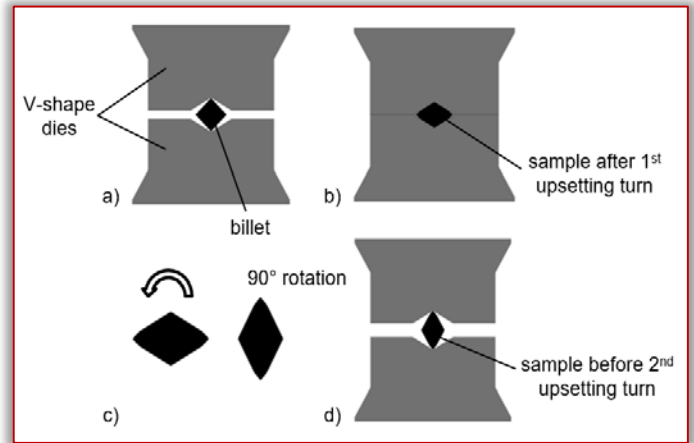 V-shape
dies
a)
billet
b)
sample after 1st
upsetting turn
90° rotation
c)
d)
sample before 2nd
upsetting turn